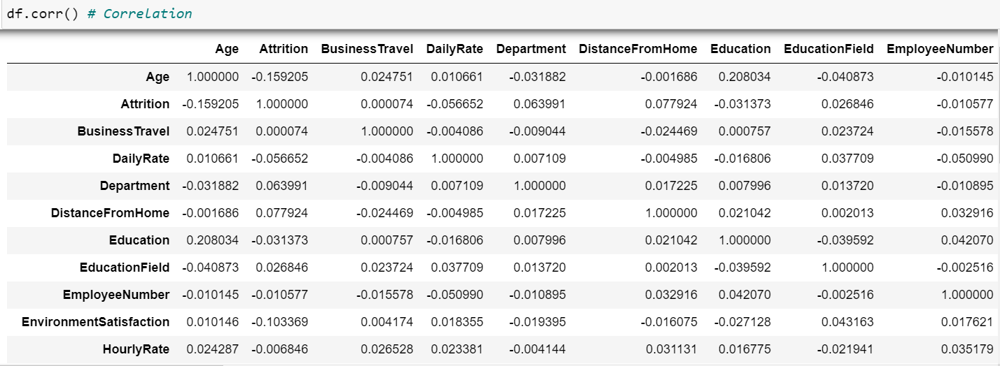 df.corr() # Correlation
Age Attrition BusinessTravel DailyRate Department DistanceFromHome Education EducationField EmployeeNumber
Age 1.000000 -0.159205 0.024751 0.010661 -0.031882 -0.001686 0.208034 -0.040873 -0.010145
Attrition -0.159205 1.000000 0.000074 -0.056652 0.063991 0.077924 -0.031373 0.026846 -0.010577
BusinessTravel 0.024751 0.000074 1.000000 -0.004086 -0.009044 -0.024469 0.000757 0.023724 -0.015578
DailyRate 0.010661 -0.056652 -0.004086 1.000000 0.007109 -0.004985 -0.016806 0.037709 -0.050990
Department -0.031882 0.063991 -0.009044 0.007109 1.000000 0.017225 0.007996 0.013720 -0.010895
DistanceFromHome -0.001686 0.077924 -0.024469 -0.004985 0.017225 1.000000 0.021042 0.002013 0.032916
Education 0.208034 -0.031373 0.000757 -0.016806 0.007996 0.021042 1.000000 -0.039592 0.042070
EducationField -0.040873 0.026846 0.023724 0.037709 0.013720 0.002013 -0.039592 1.000000 -0.002516
EmployeeNumber -0.010145 -0.010577 -0.015578 -0.050990 -0.010895 0.032916 0.042070 -0.002516 1.000000
EnvironmentSatisfaction 0.010146 -0.103369 0.004174 0.018355 -0.019395 -0.016075 -0.027128 0.043163 0.017621
HourlyRate 0.024287 -0.006846 0.026528 0.023381 -0.004144 0.031131 0.016775 -0.021941 0.035179